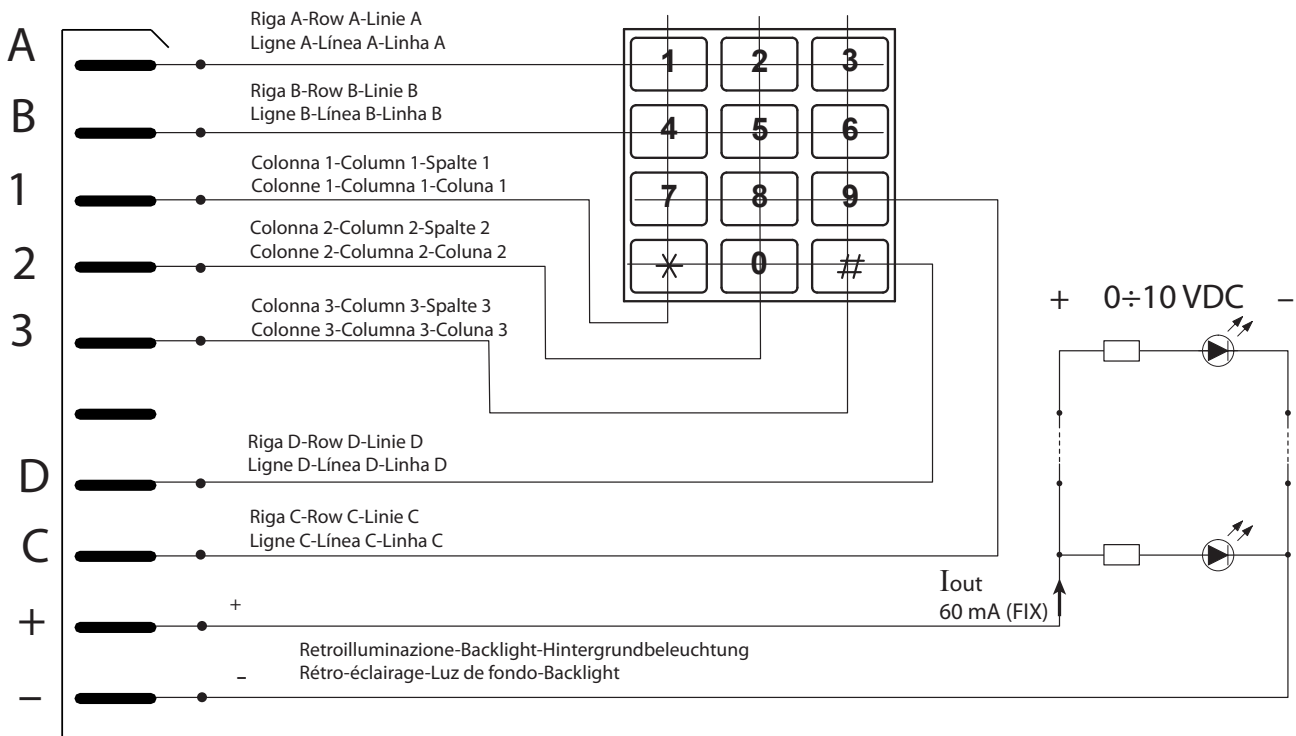 A
Riga A-Row A-Linie A
Ligne A-Línea A-Linha A
B
Riga B-Row B-Linie B
Ligne B-Línea B-Linha B
1
Colonna 1-Column 1-Spalte 1
Colonne 1-Columna 1-Coluna 1
2
Colonna 2-Column 2-Spalte 2
Colonne 2-Columna 2-Coluna 2
3
Colonna 3-Column 3-Spalte 3
Colonne 3-Columna 3-Coluna 3
D
Riga D-Row D-Linie D
Ligne D-Línea D-Linha D
C
Riga C-Row C-Linie C
Ligne C-Línea C-Linha C
+
+
Retroilluminazione-Backlight-Hintergrundbeleuchtung
Rétro-éclairage-Luz de fondo-Backlight
–
–
1 2 3
4 5 6
7 8 9
* 0 #
+ 0÷10 VDC –
Iout
60 mA (FIX)